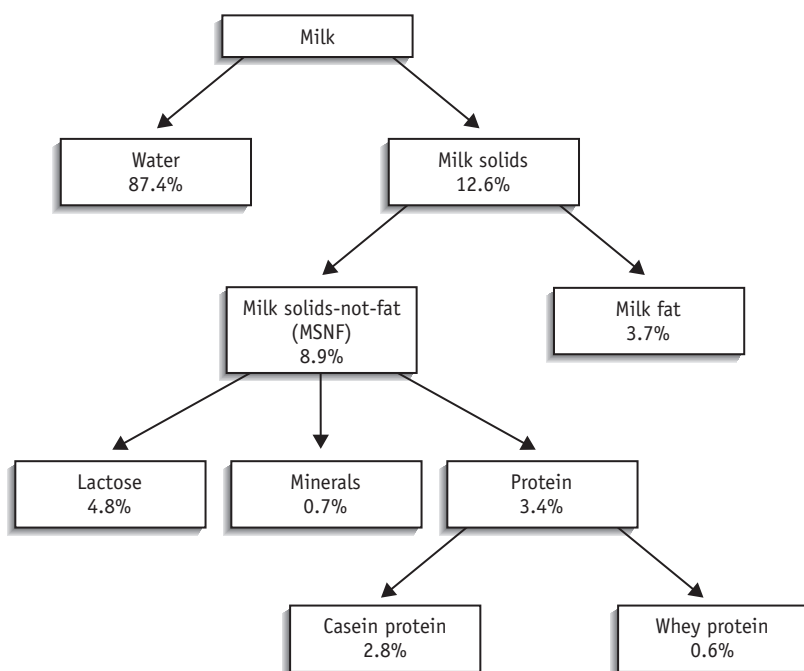 Milk
Water
87.4%
Milk solids
12.6%
Milk solids-not-fat
(MSNF)
8.9%
Milk fat
3.7%
Lactose
4.8%
Minerals
0.7%
Protein
3.4%
Casein protein
2.8%
Whey protein
0.6%